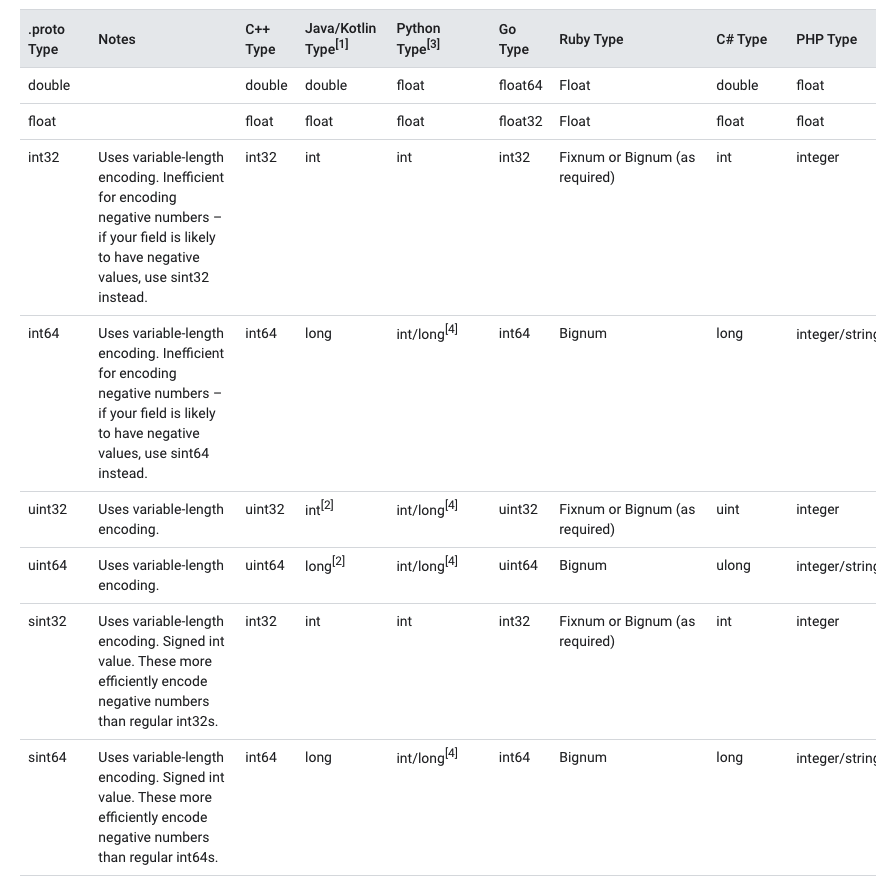 .proto Type	Notes	C++ Type	Java/Kotlin Type[1]	Python Type[3]	Go Type	Ruby Type	C# Type	PHP Type
double		double	double	float	float64	Float	double	float
float		float	float	float	float32	Float	float	float
int32	Uses variable-length	int32	int	int	int32	Fixnum or Bignum (as	int	integer
encoding. Inefficient	required)
for encoding
negative numbers –
if your field is likely
to have negative
values, use sint32
instead.
int64	Uses variable-length	int64	long	int/long[4]	int64	Bignum	long	integer/string
encoding. Inefficient
for encoding
negative numbers –
if your field is likely
to have negative
values, use sint64
instead.
uint32	Uses variable-length	uint32	int[2]	int/long[4]	uint32	Fixnum or Bignum (as	uint	integer
encoding.	required)
uint64	Uses variable-length	uint64	long[2]	int/long[4]	uint64	Bignum	ulong	integer/string
encoding.
sint32	Uses variable-length	int32	int	int	int32	Fixnum or Bignum (as	int	integer
encoding. Signed int	required)
value. These more
efficiently encode
negative numbers
than regular int32s.
sint64	Uses variable-length	int64	long	int/long[4]	int64	Bignum	long	integer/string
encoding. Signed int
value. These more
efficiently encode
negative numbers
than regular int64s.